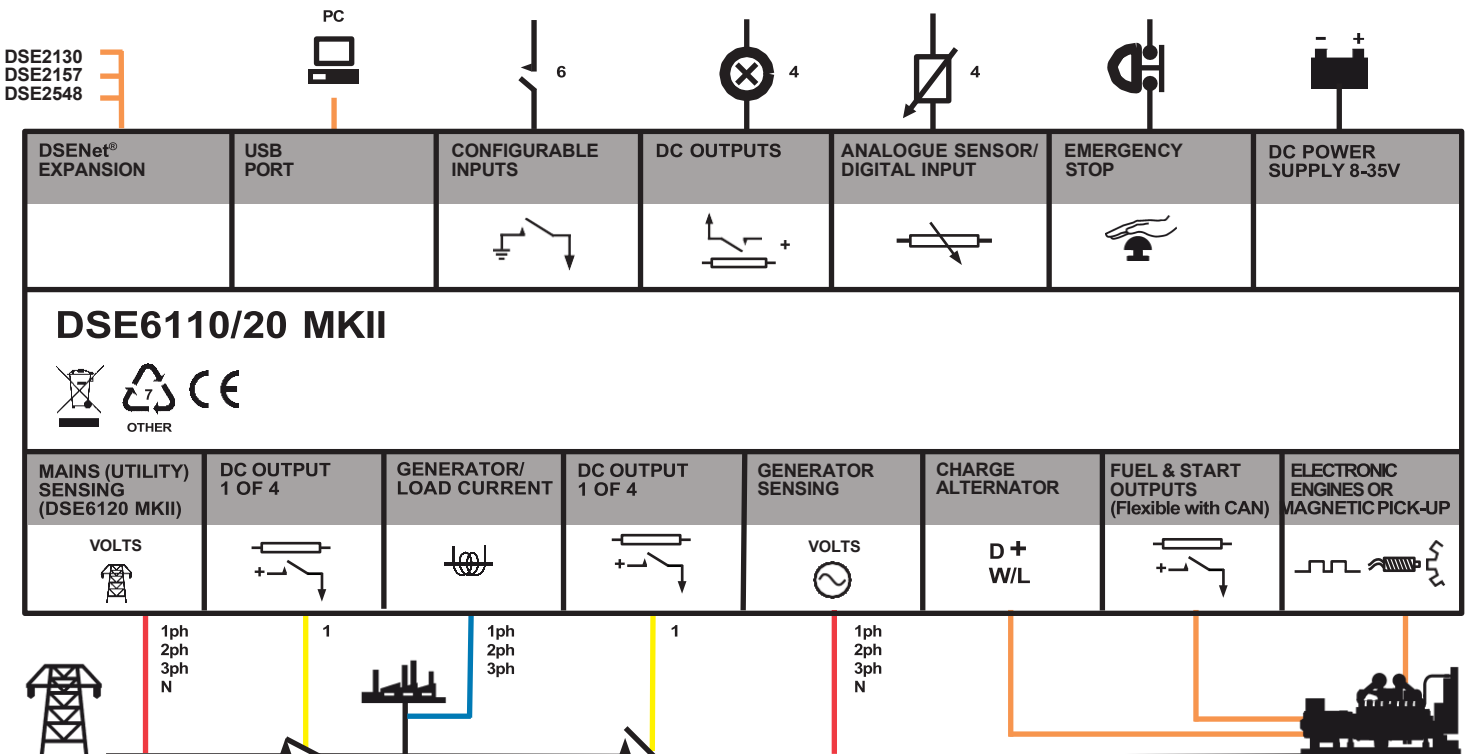 PC
DSE2130
DSE2157
DSE2548
6
4
4
- +
DSENet®
EXPANSION
USB
PORT
CONFIGURABLE
INPUTS
DC OUTPUTS
ANALOGUE SENSOR/
DIGITAL INPUT
EMERGENCY
STOP
DC POWER
SUPPLY 8-35V
+
DSE6110/20 MKII
7
CE
OTHER
MAINS (UTILITY)
SENSING
(DSE6120 MKII)
DC OUTPUT
1 OF 4
GENERATOR/
LOAD CURRENT
DC OUTPUT
1 OF 4
GENERATOR
SENSING
CHARGE
ALTERNATOR
FUEL & START
OUTPUTS
(Flexible with CAN)
ELECTRONIC
ENGINES OR
MAGNETIC PICK-UP
VOLTS
+
+
VOLTS
D+
W/L
+
1ph
2ph
3ph
N
1
1ph
2ph
3ph
1
1ph
2ph
3ph
N